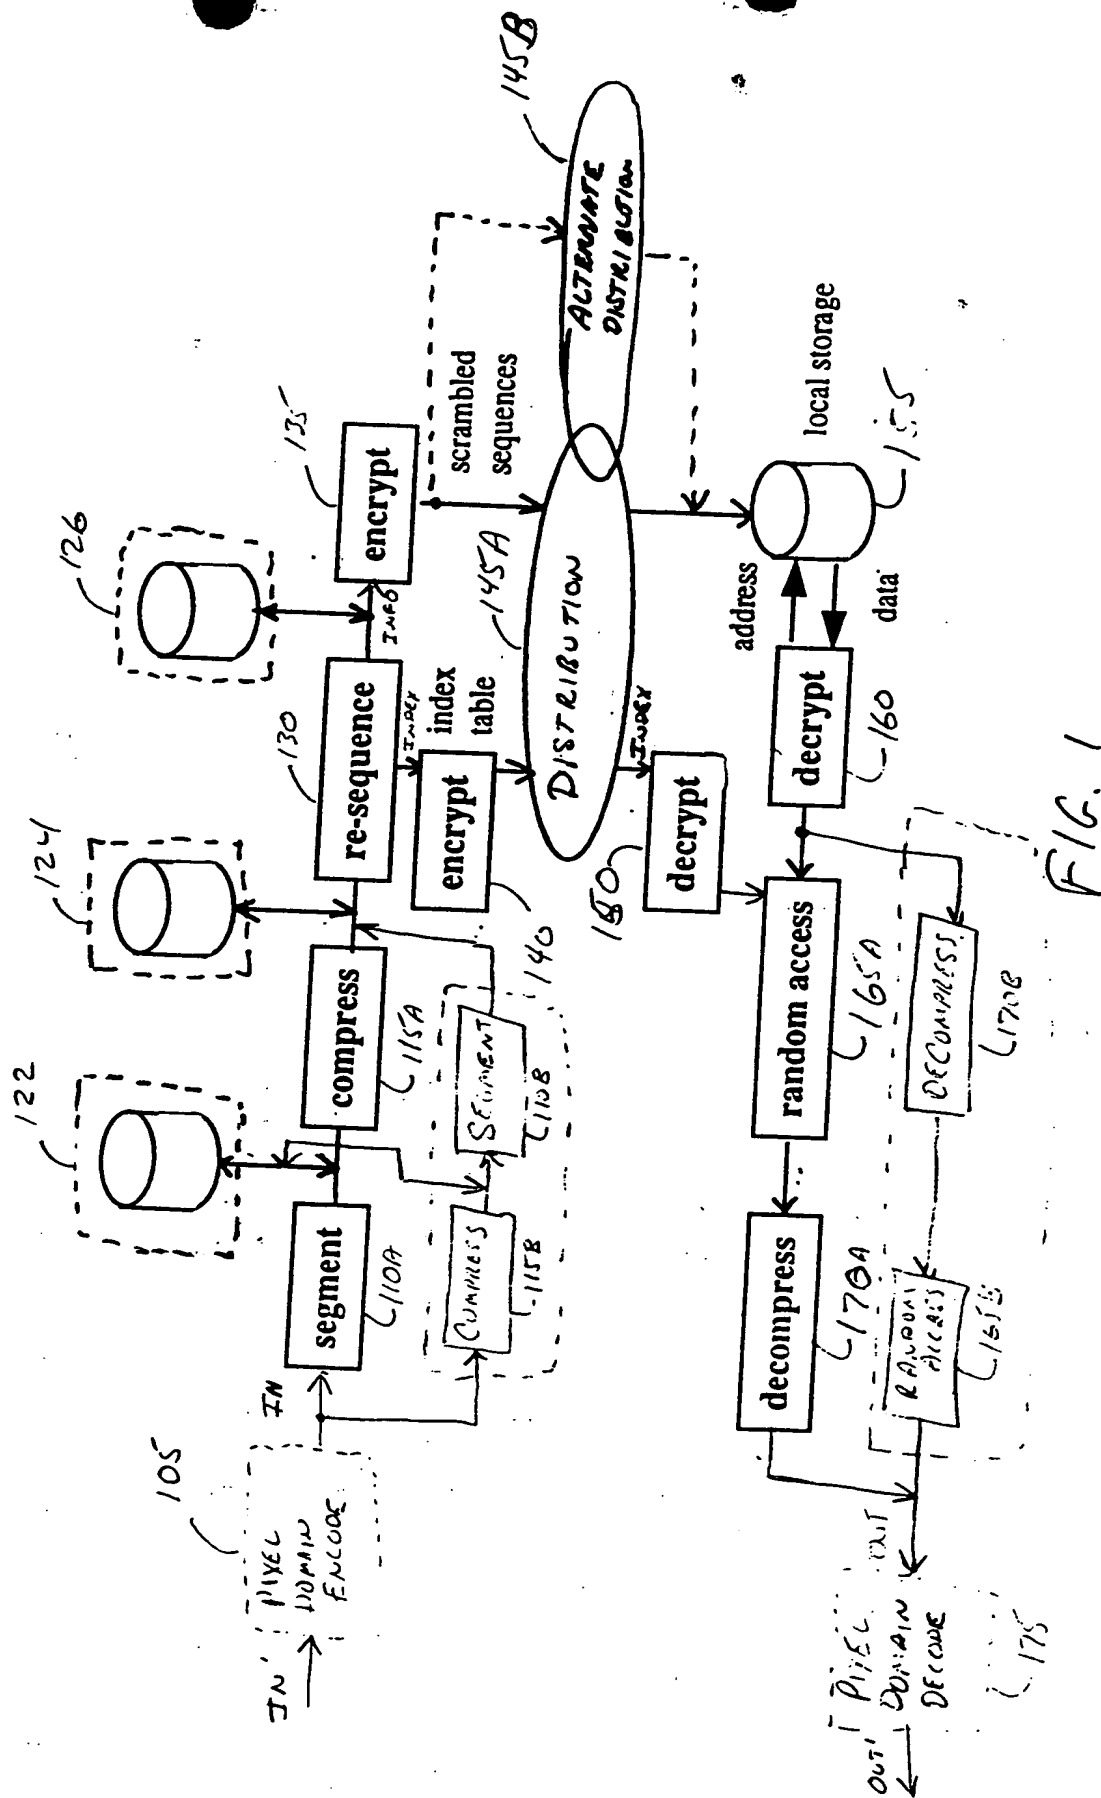 122
124
126
105
IN'
PIXEL
DOMAIN
ENCODE
IN
segment
110A
compress
115A
re-sequence
130
INFO
encrypt
135
COMPRESS
115B
SEGMENT
110B
140
encrypt
INDEX
index
table
scrambled
sequences
145A
DISTRIBUTION
ALTERNATE
DISTRIBUTION
145B
INDEX
decrypt
address
data
local storage
155
decrypt
160
random access
165A
decompress
170A
DECOMPRESS
170B
RANDOM
ACCESS
165B
OUT
PIXEL
DOMAIN
DECODE
175
OUT'
FIG. 1